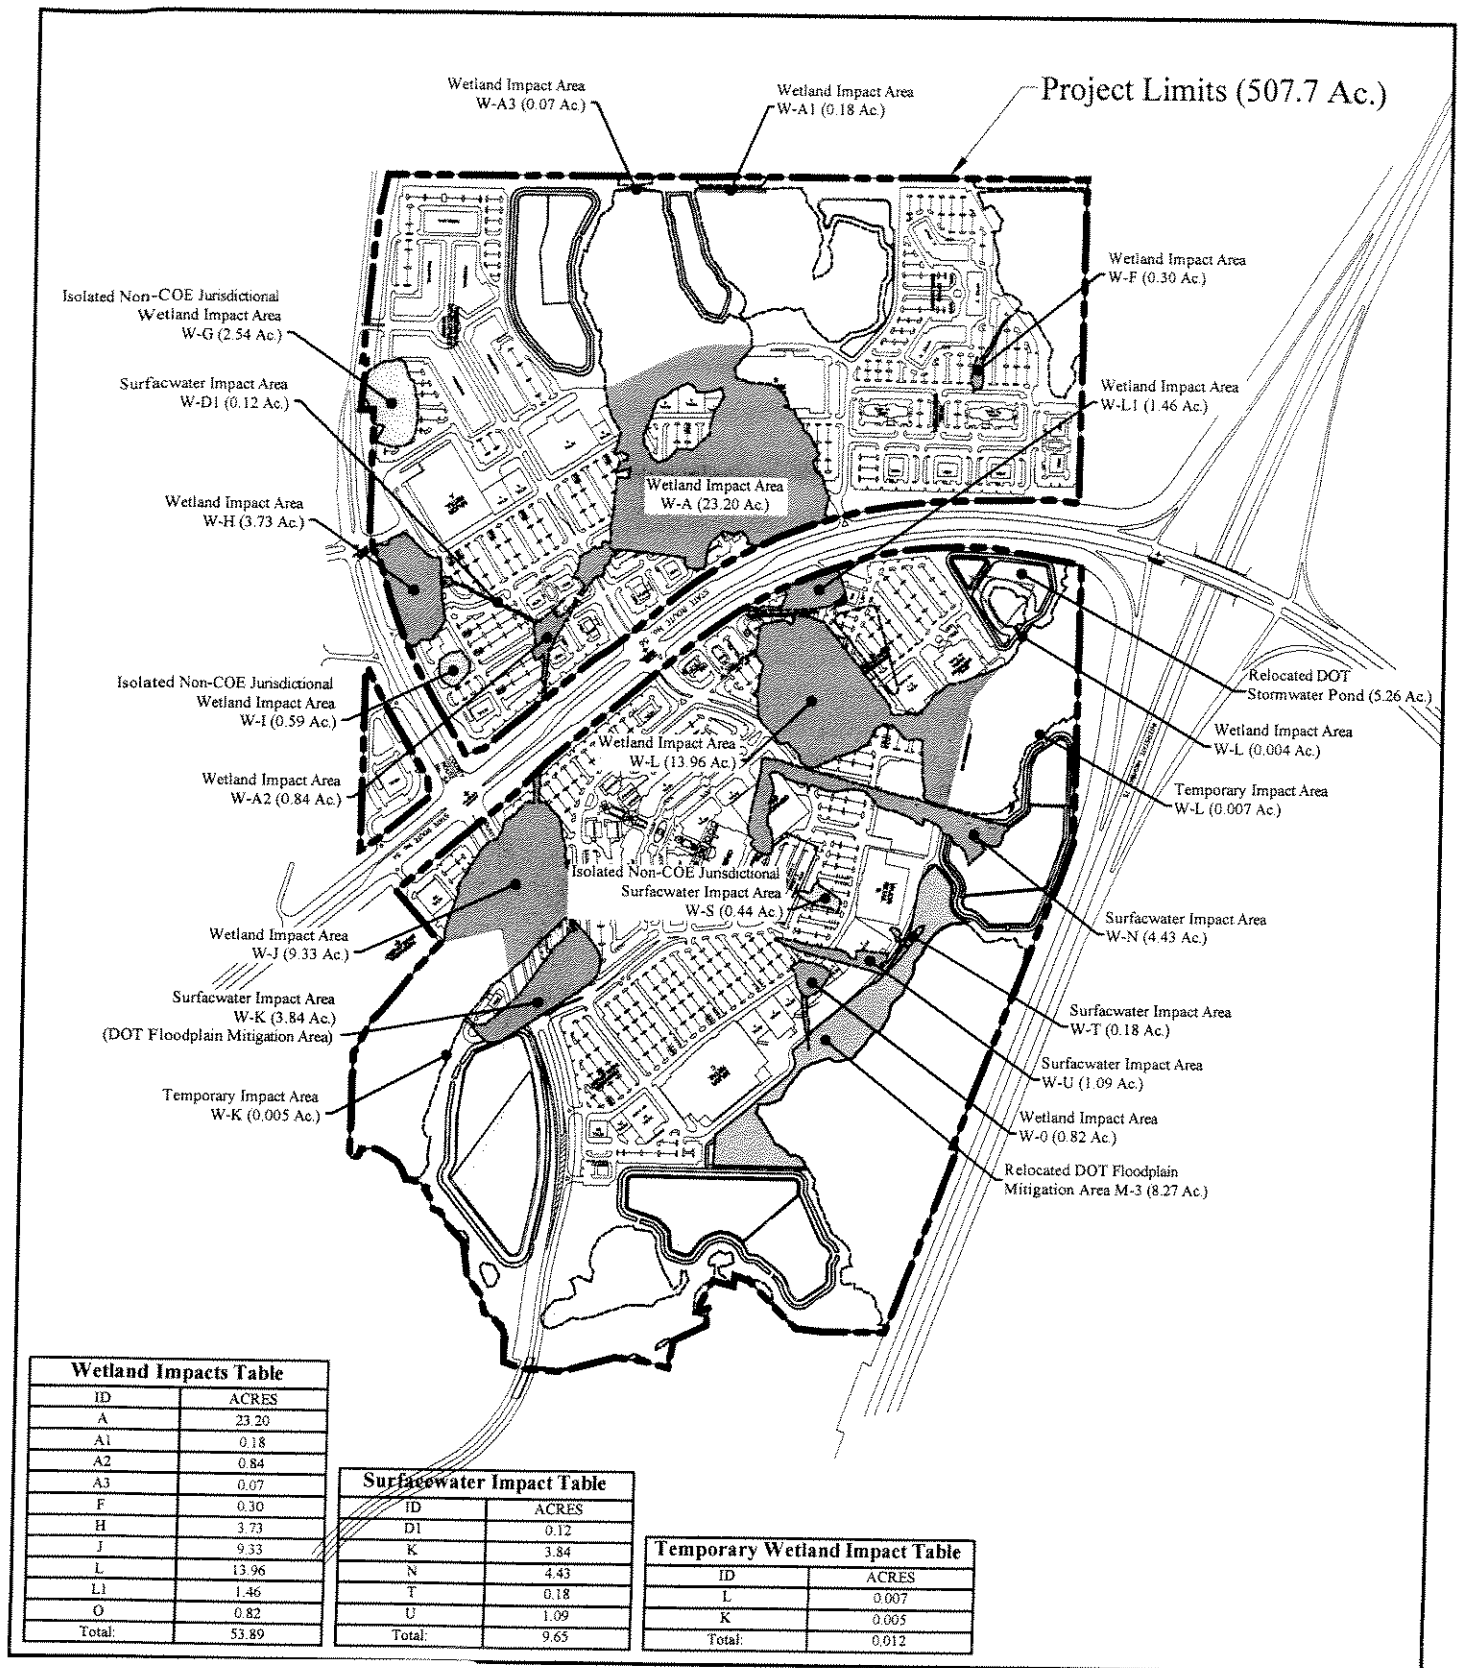 Project Limits (507.7 Ac.)
Wetland Impact Area
W-A3 (0.07 Ac.)
Wetland Impact Area
W-A1 (0.18 Ac.)
Wetland Impact Area
W-F (0.30 Ac.)
Isolated Non-COE Jurisdictional
Wetland Impact Area
W-G (2.54 Ac.)
Surfacwater Impact Area
W-D1 (0.12 Ac.)
Wetland Impact Area
W-L1 (1.46 Ac.)
Wetland Impact Area
W-A (23.20 Ac.)
Wetland Impact Area
W-H (3.73 Ac.)
STATE ROUTE No.
Isolated Non-COE Jurisdictional
Wetland Impact Area
W-I (0.59 Ac.)
Relocated DOT
Stormwater Pond (5.26 Ac.)
Wetland Impact Area
W-L (0.004 Ac.)
Wetland Impact Area
W-L (13.96 Ac.)
Wetland Impact Area
W-A2 (0.84 Ac.)
Temporary Impact Area
W-L (0.007 Ac.)
Isolated Non-COE Jurisdictional
Surfacwater Impact Area
W-S (0.44 Ac.)
Surfacwater Impact Area
W-N (4.43 Ac.)
Wetland Impact Area
W-J (9.33 Ac.)
Surfacwater Impact Area
W-K (3.84 Ac.)
(DOT Floodplain Mitigation Area)
Surfacwater Impact Area
W-T (0.18 Ac.)
Surfacwater Impact Area
W-U (1.09 Ac.)
Temporary Impact Area
W-K (0.005 Ac.)
Wetland Impact Area
W-0 (0.82 Ac.)
Relocated DOT Floodplain
Mitigation Area M-3 (8.27 Ac.)
Wetland Impacts Table
ID ACRES
A 23.20
A1 0.18
A2 0.84
A3 0.07
F 0.30
H 3.73
J 9.33
L 13.96
L1 1.46
O 0.82
Total: 53.89
Surfacewater Impact Table
ID ACRES
D1 0.12
K 3.84
N 4.43
T 0.18
U 1.09
Total: 9.65
Temporary Wetland Impact Table
ID ACRES
L 0.007
K 0.005
Total: 0.012